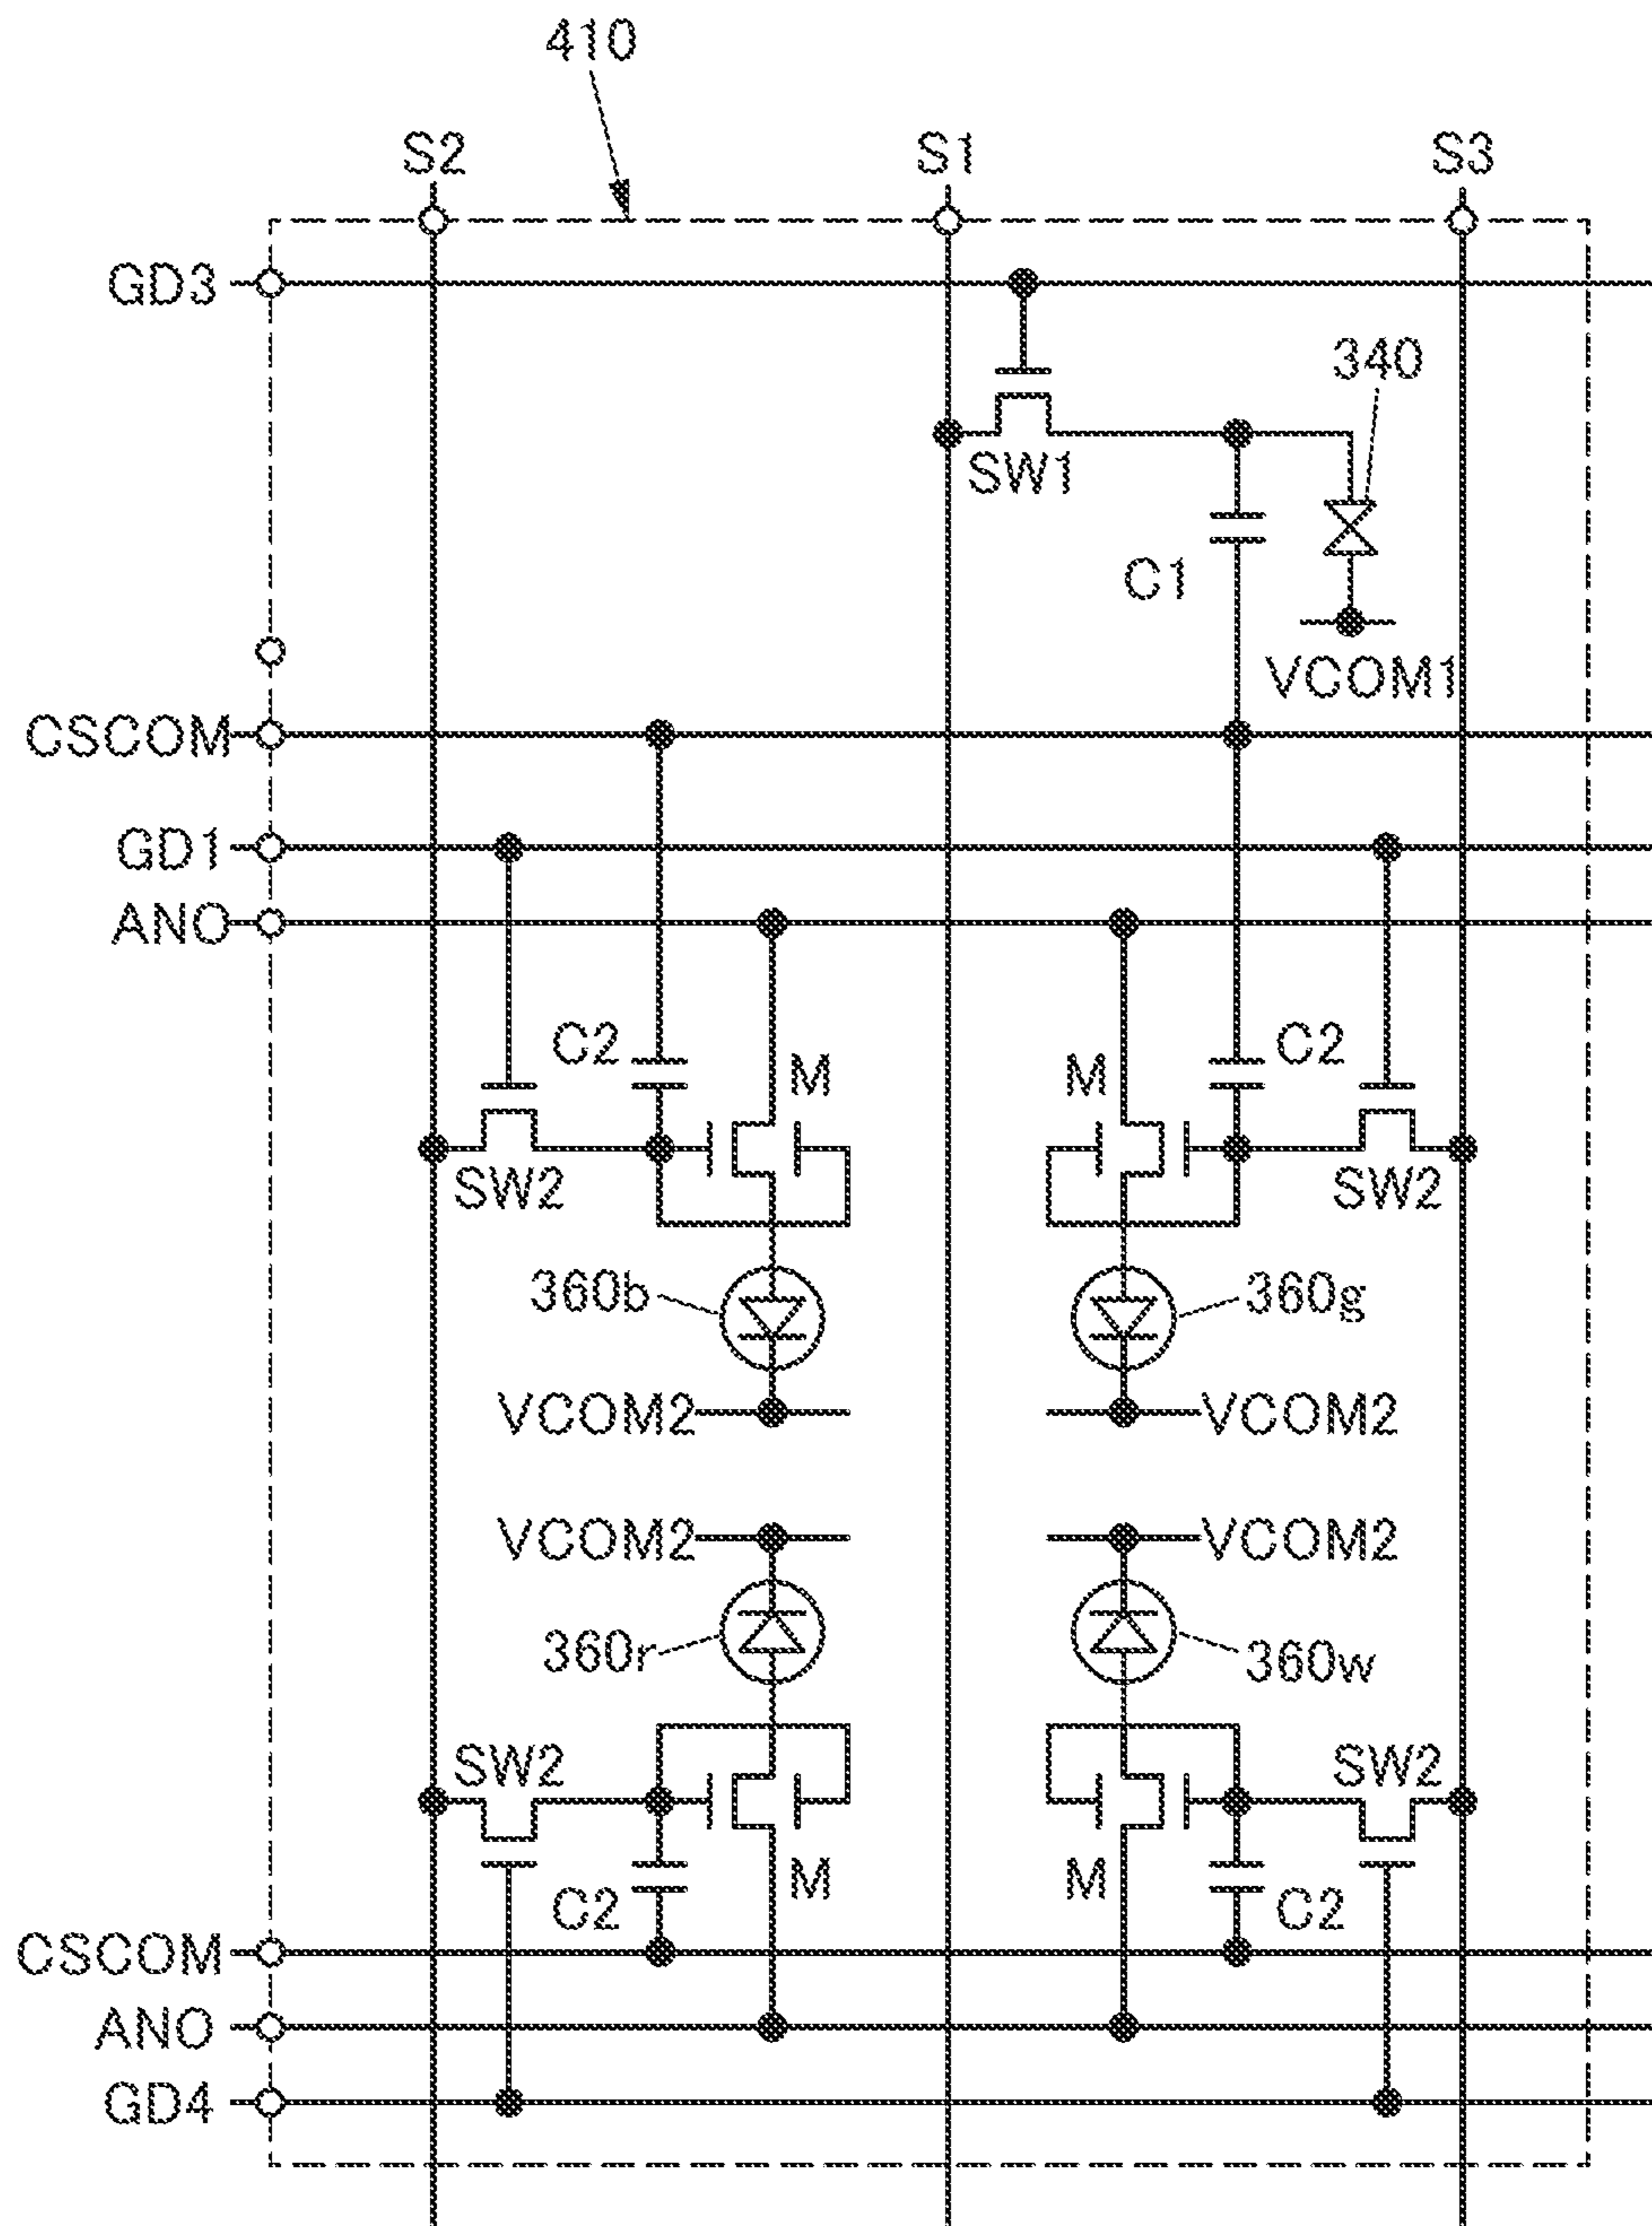 410
S2 S1 S3
GD3
340
SW1
C1
VCOM1
CSCOM
GD1
ANO
C2 M M C2
SW2 SW2
360b 360g
VCOM2 VCOM2
VCOM2 VCOM2
360r 360w
SW2 SW2
C2 M M C2
CSCOM
ANO
GD4